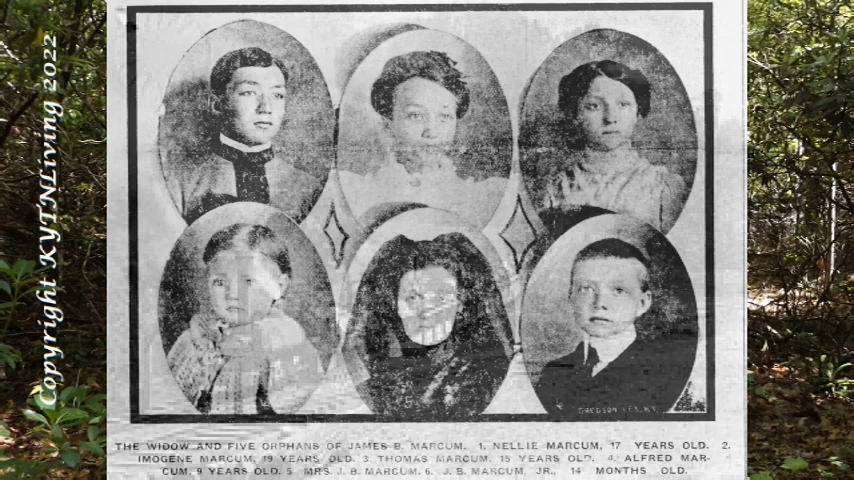 Copyright KYTNLiving 2022
THE WIDOW AND FIVE ORPHANS OF JAMES B. MARCUM. 1. NELLIE MARCUM, 17 YEARS OLD. 2.
IMOGENE MARCUM, 19 YEARS OLD. 3. THOMAS MARCUM. 15 YEARS OLD. 4. ALFRED MAR-
CUM, 9 YEARS OLD. 5 MRS. J. B. MARCUM. 6. J. B. MARCUM, JR., 14 MONTHS OLD.